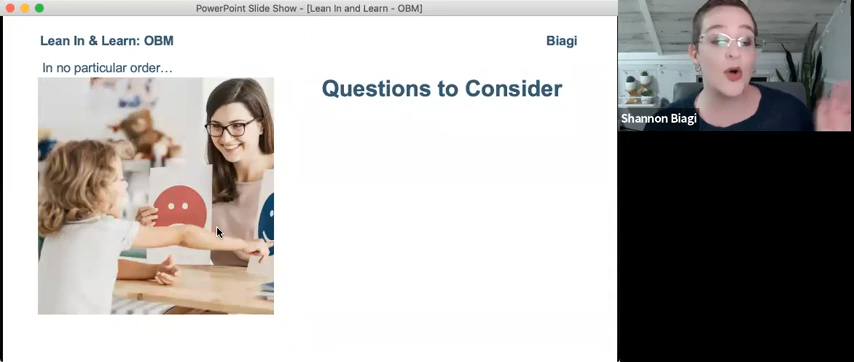 PowerPoint Slide Show - [Lean In and Learn - OBM]
Lean In & Learn: OBM
Biagi
In no particular order…
Questions to Consider
Shannon Biagi